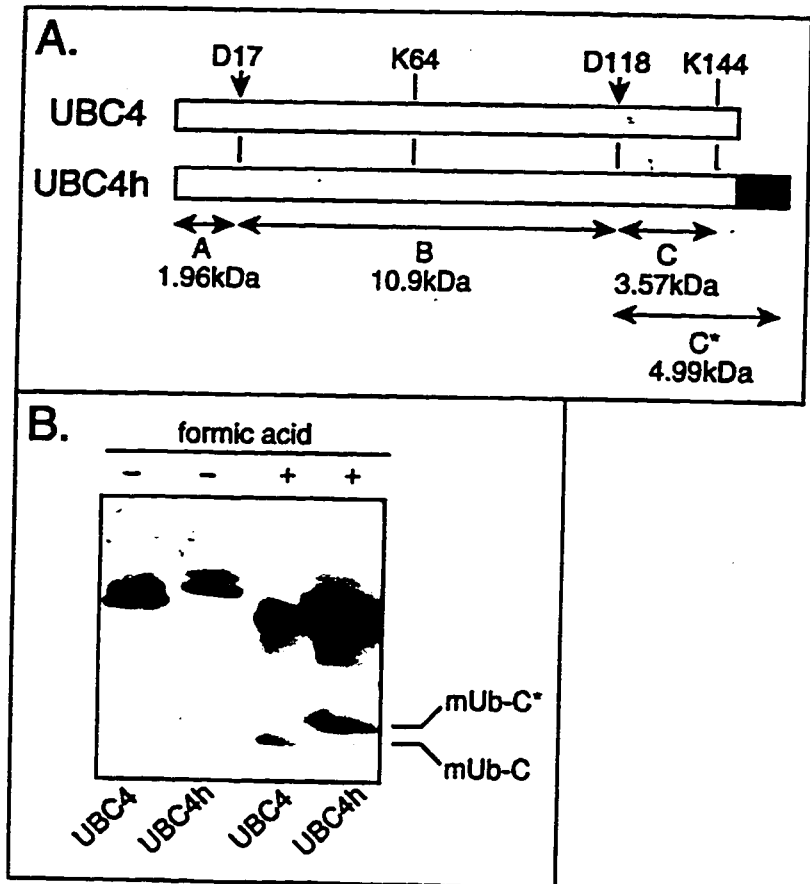 A.
D17 K64 D118 K144
UBC4
UBC4h
A B C
1.96kDa 10.9kDa 3.57kDa
C*
4.99kDa
B.
formic acid
− − + +
mUb-C*
mUb-C
UBC4 UBC4h UBC4 UBC4h